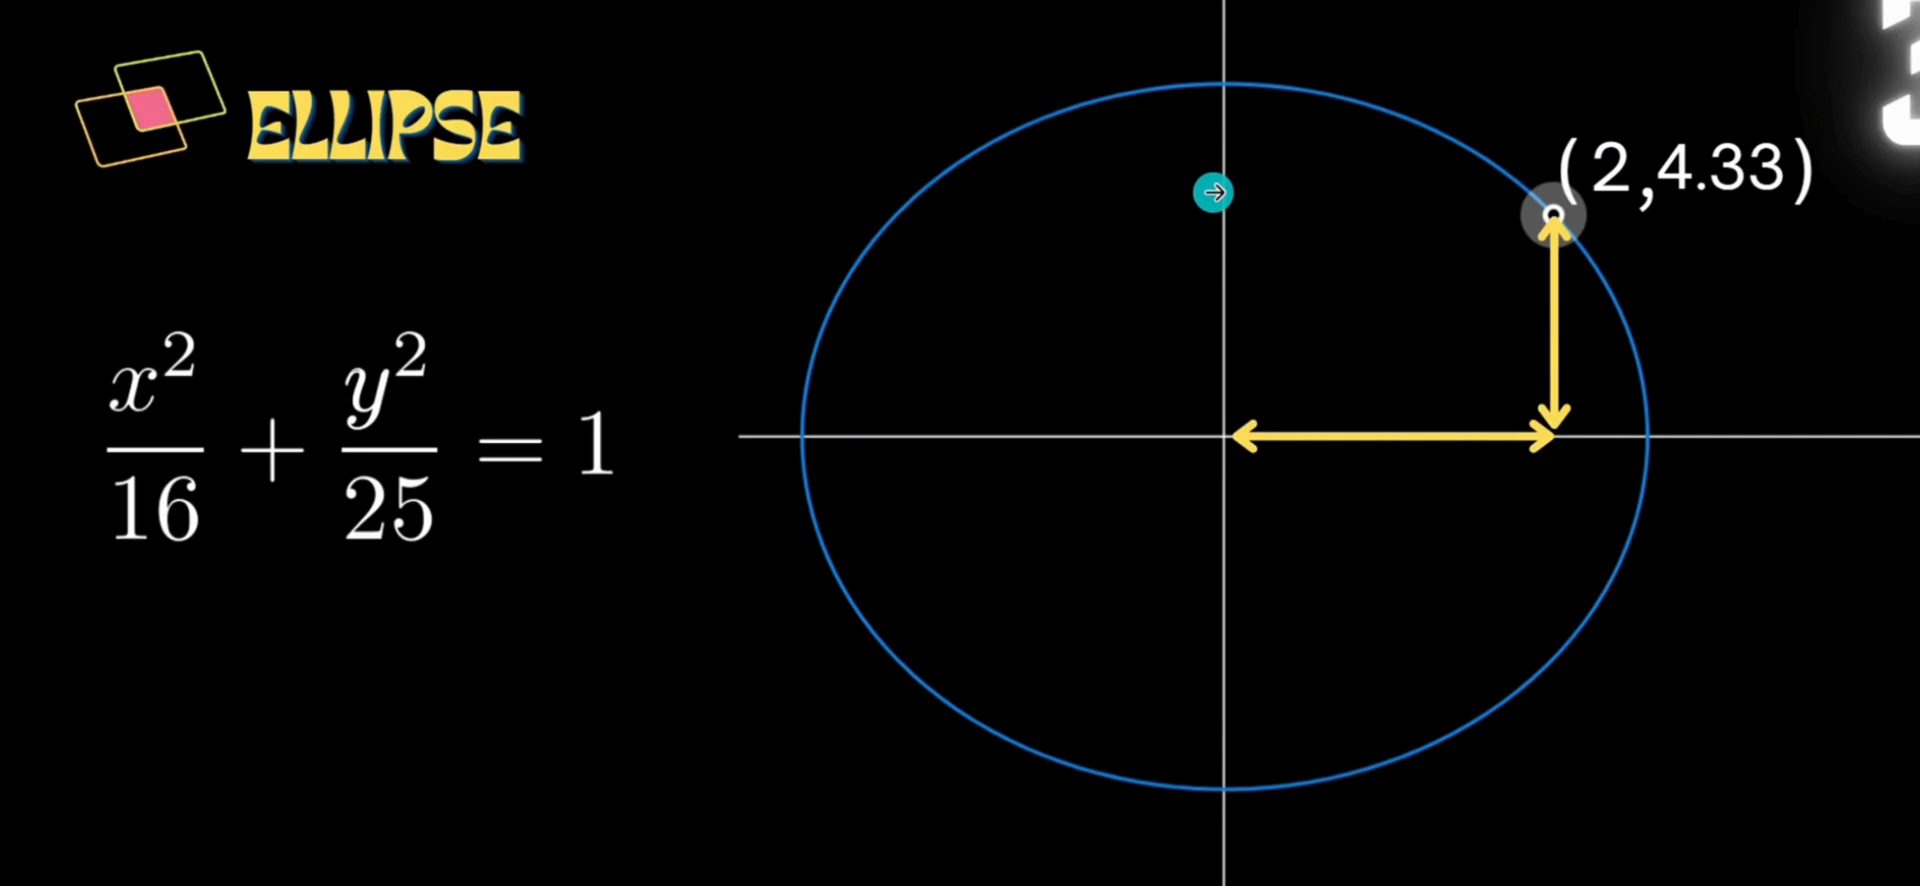 ELLIPSE
(2,4.33)
x²/16 + y²/25 = 1